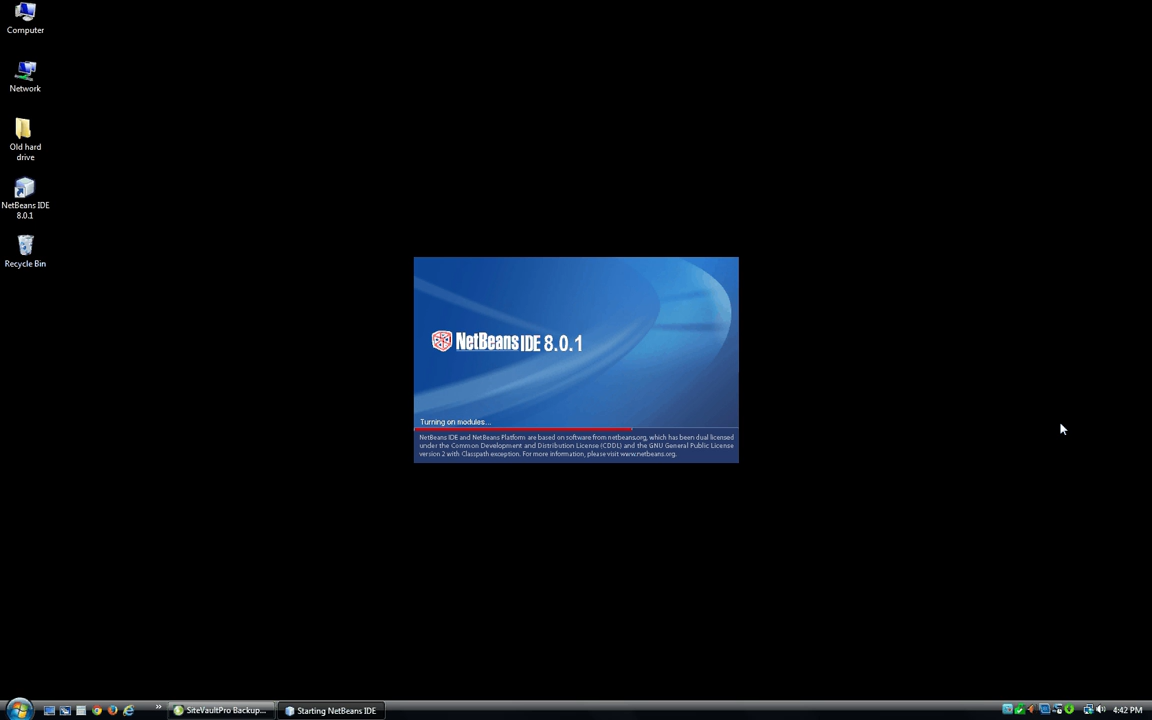 Computer
Network
Old hard
drive
NetBeans IDE
8.0.1
Recycle Bin
NetBeans IDE 8.0.1
Turning on modules...
NetBeans IDE and NetBeans Platform are based on software from netbeans.org, which has been dual licensed
under the Common Development and Distribution License (CDDL) and the GNU General Public License
version 2 with Classpath exception. For more information, please visit www.netbeans.org.
» SiteVaultPro Backup... Starting NetBeans IDE 4:42 PM